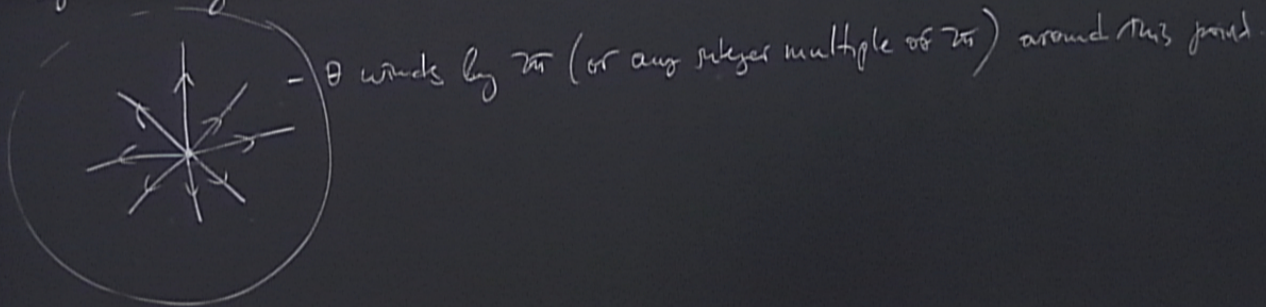 - θ winds by 2π (or any integer multiple of 2π) around this point.